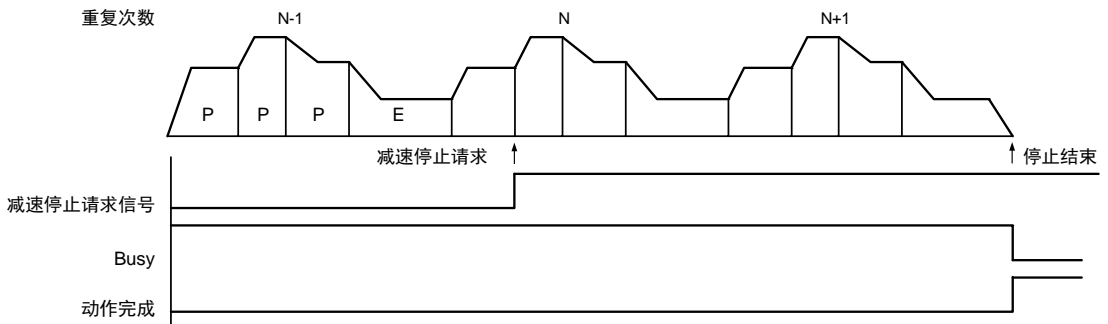 重复次数 N-1 N N+1
P P P E
减速停止请求 停止结束
减速停止请求信号
Busy
动作完成